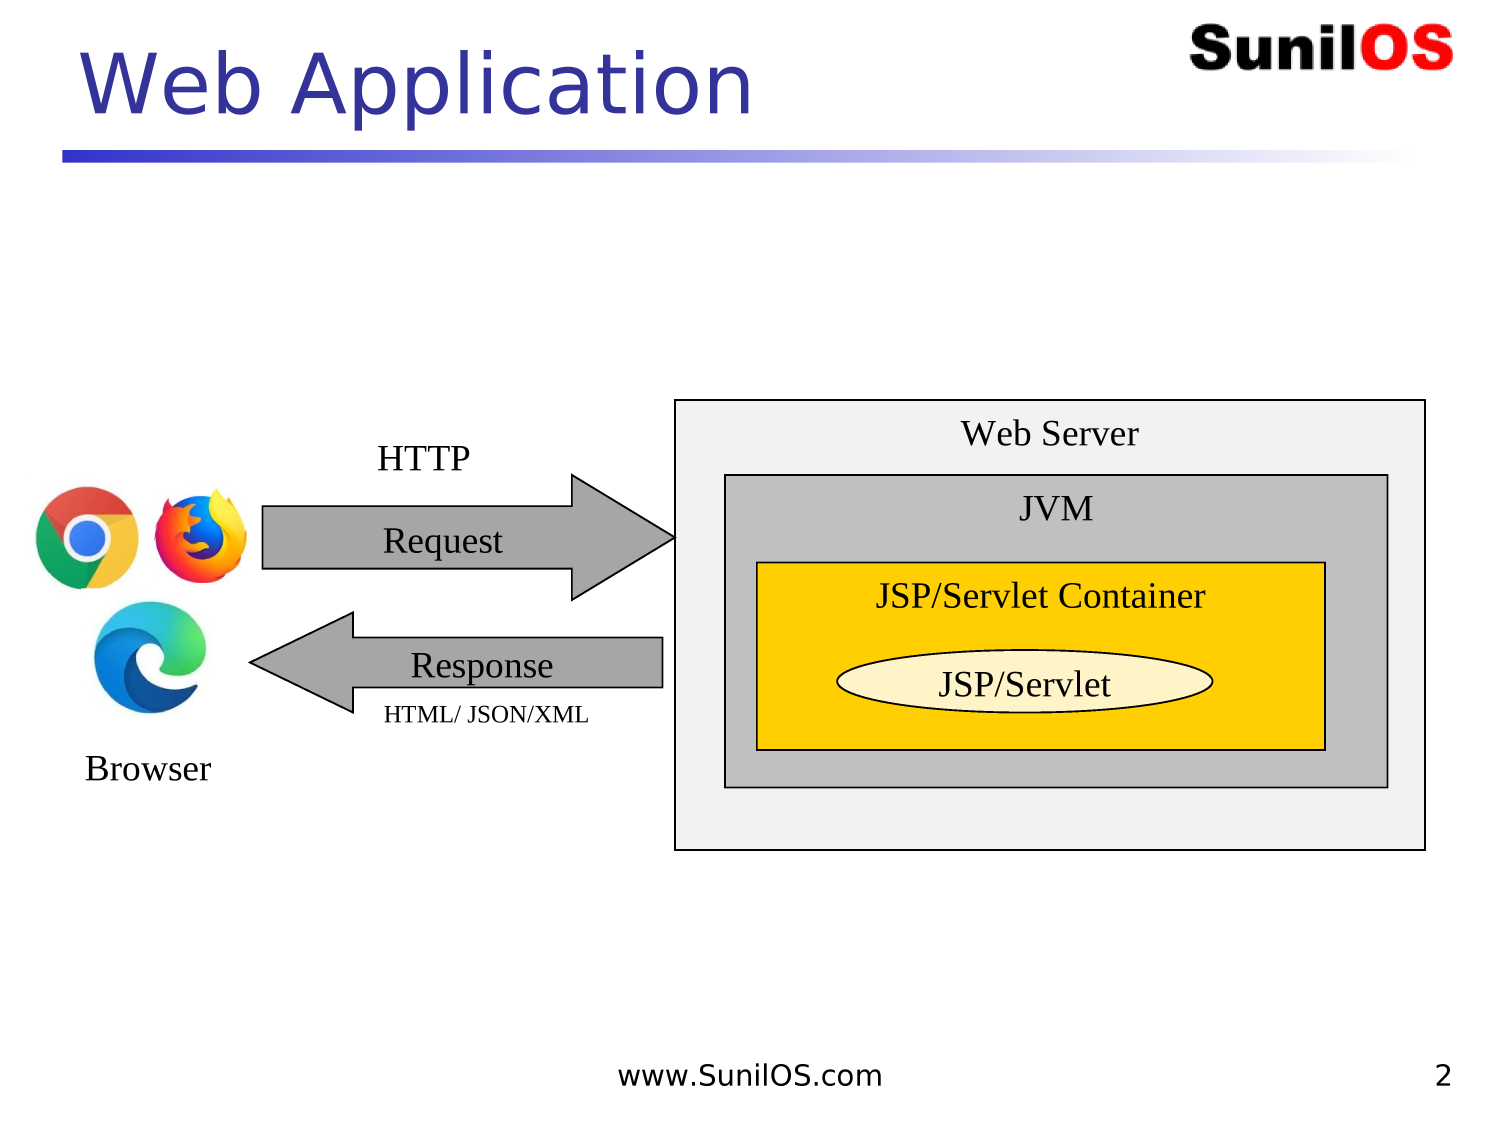 Web Application
SunilOS
Web Server
HTTP
JVM
Request
JSP/Servlet Container
Response
JSP/Servlet
HTML/ JSON/XML
Browser
www.SunilOS.com
2